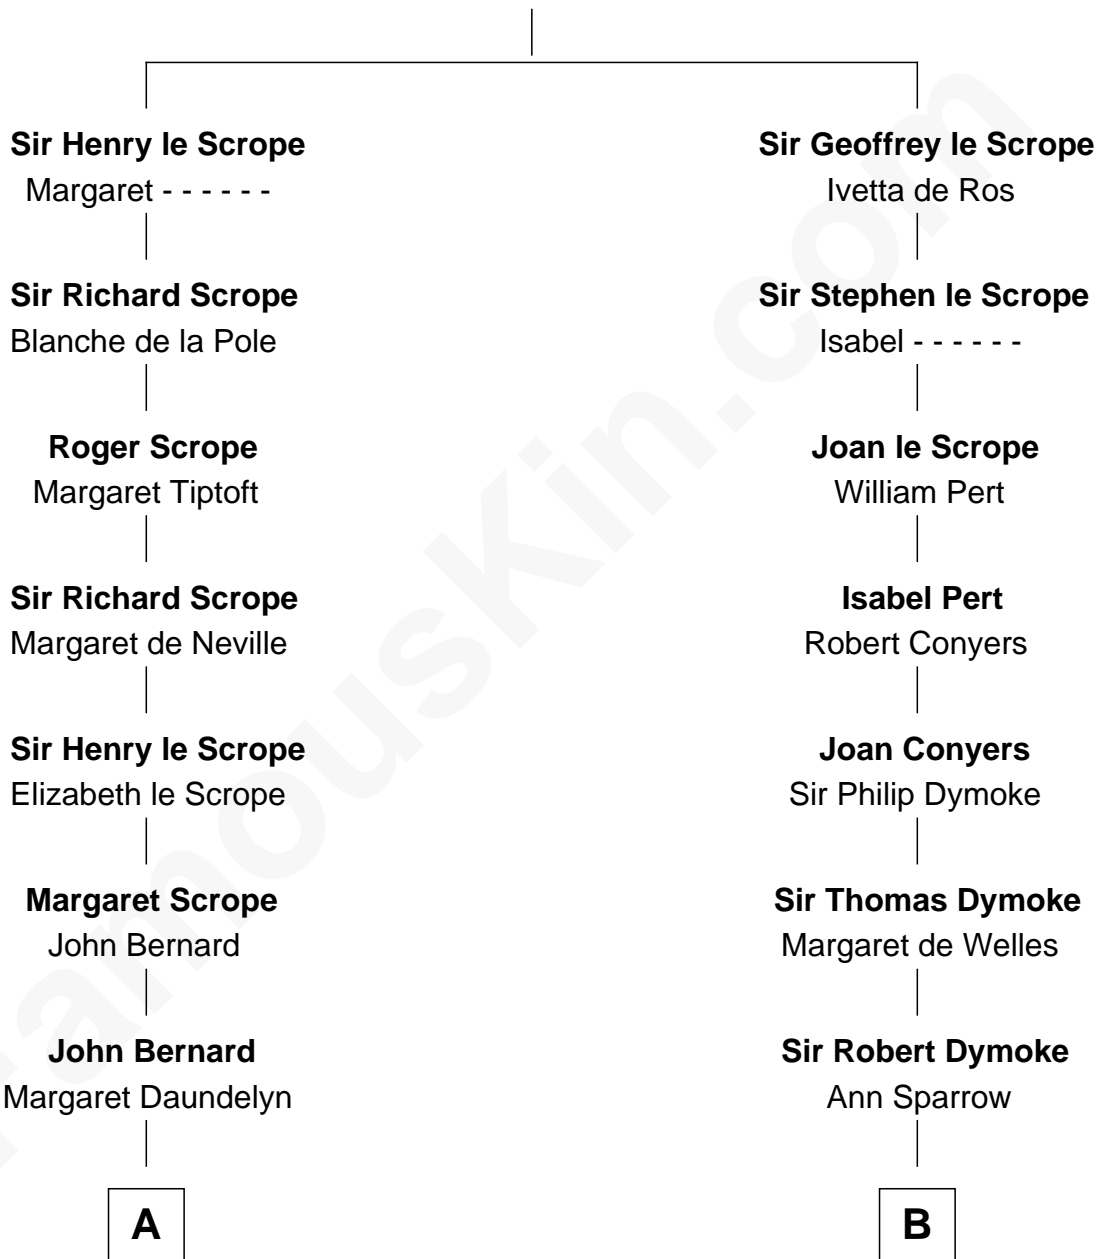 Sir Henry le Scrope
Margaret - - - - - -
Sir Richard Scrope
Blanche de la Pole
Roger Scrope
Margaret Tiptoft
Sir Richard Scrope
Margaret de Neville
Sir Henry le Scrope
Elizabeth le Scrope
Margaret Scrope
John Bernard
John Bernard
Margaret Daundelyn
A
Sir Geoffrey le Scrope
Ivetta de Ros
Sir Stephen le Scrope
Isabel - - - - - -
Joan le Scrope
William Pert
Isabel Pert
Robert Conyers
Joan Conyers
Sir Philip Dymoke
Sir Thomas Dymoke
Margaret de Welles
Sir Robert Dymoke
Ann Sparrow
B
FamousKin.com